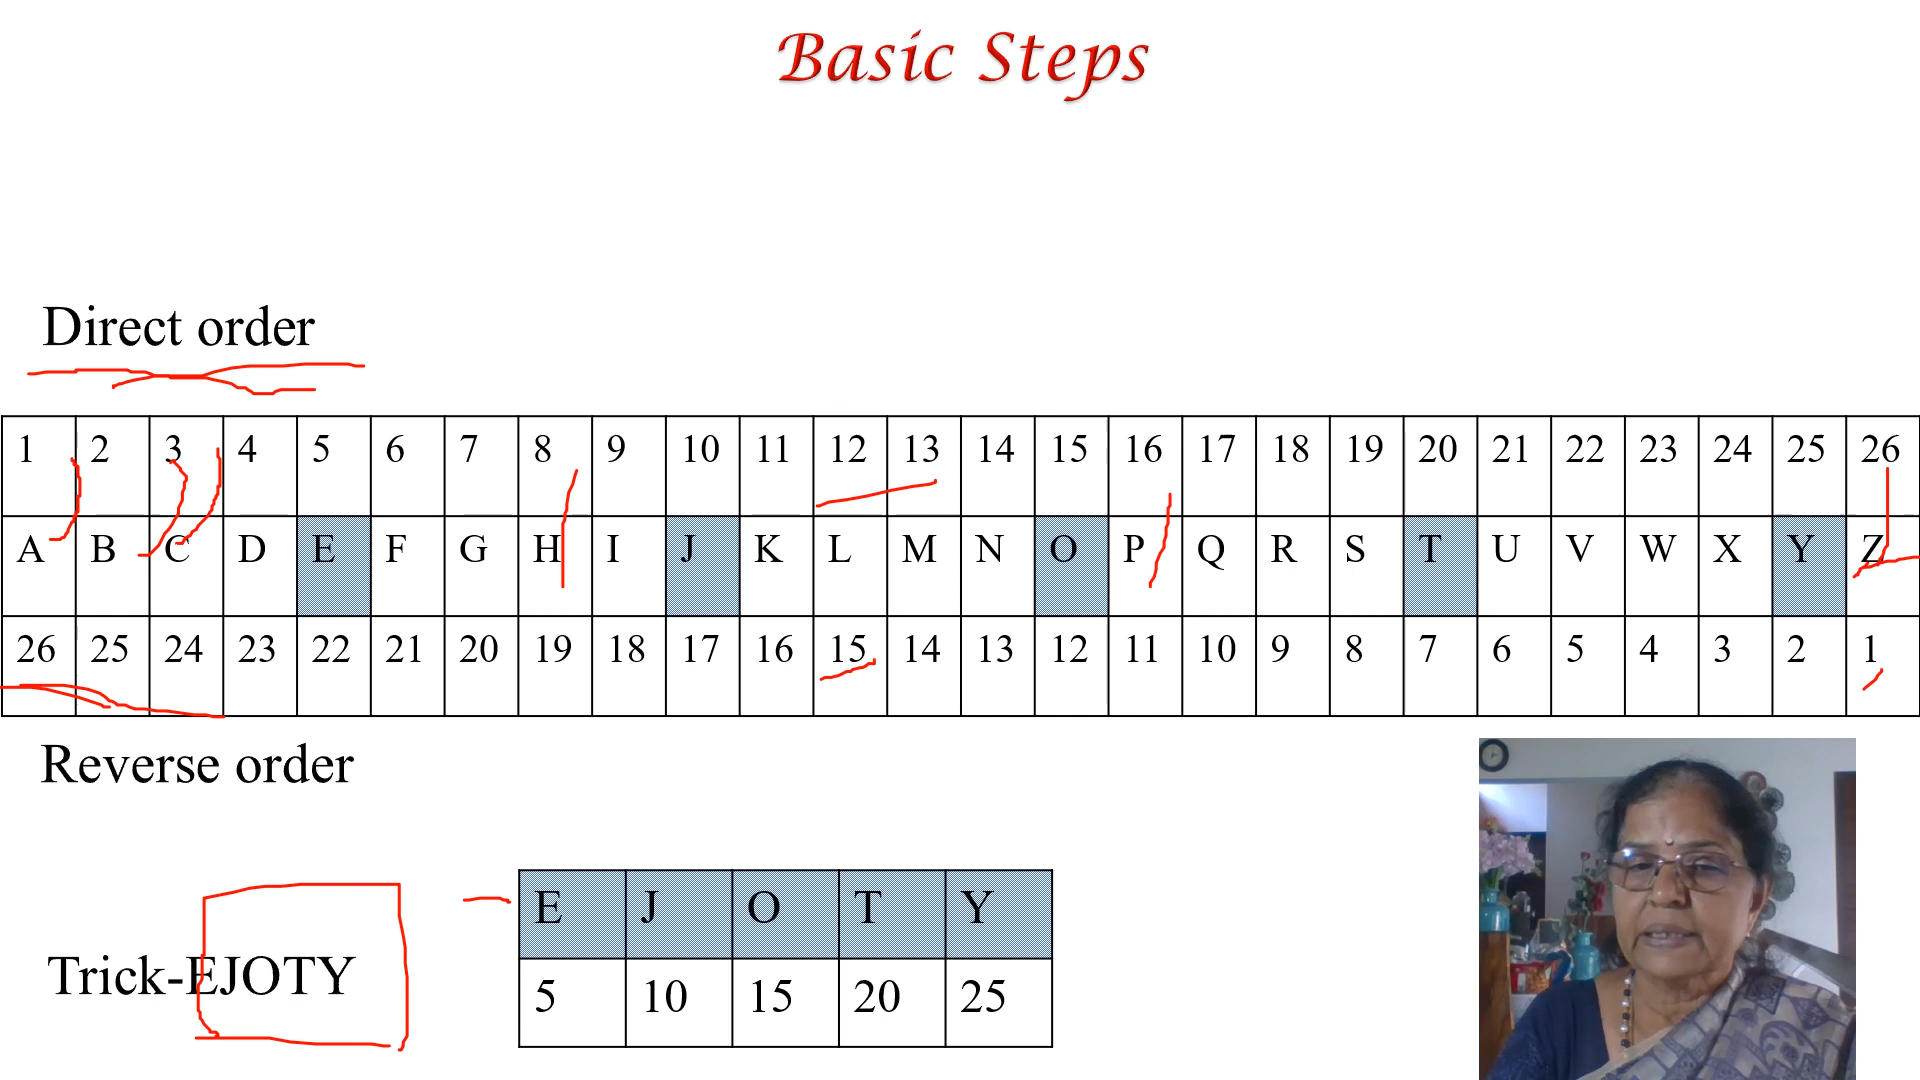 Basic Steps
Direct order
1 2 3 4 5 6 7 8 9 10 11 12 13 14 15 16 17 18 19 20 21 22 23 24 25 26
A B C D E F G H I J K L M N O P Q R S T U V W X Y Z
26 25 24 23 22 21 20 19 18 17 16 15 14 13 12 11 10 9 8 7 6 5 4 3 2 1
Reverse order
E J O T Y
Trick-EJOTY
5 10 15 20 25